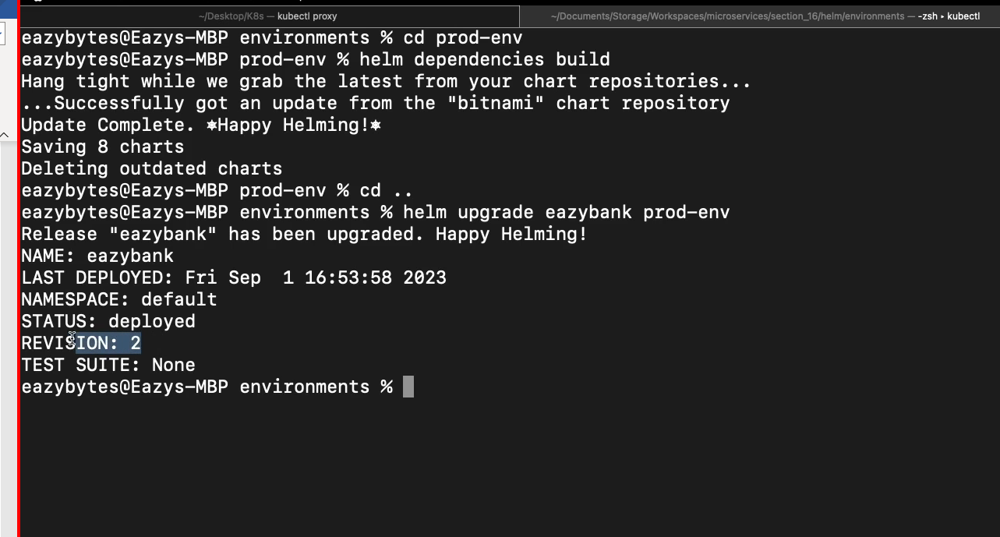 ~/Desktop/K8s — kubectl proxy
~/Documents/Storage/Workspaces/microservices/section_16/helm/environments — -zsh ▸ kubectl
eazybytes@Eazys-MBP environments % cd prod-env
eazybytes@Eazys-MBP prod-env % helm dependencies build
Hang tight while we grab the latest from your chart repositories...
...Successfully got an update from the "bitnami" chart repository
Update Complete. ⎈Happy Helming!⎈
Saving 8 charts
Deleting outdated charts
eazybytes@Eazys-MBP prod-env % cd ..
eazybytes@Eazys-MBP environments % helm upgrade eazybank prod-env
Release "eazybank" has been upgraded. Happy Helming!
NAME: eazybank
LAST DEPLOYED: Fri Sep  1 16:53:58 2023
NAMESPACE: default
STATUS: deployed
REVISION: 2
TEST SUITE: None
eazybytes@Eazys-MBP environments %